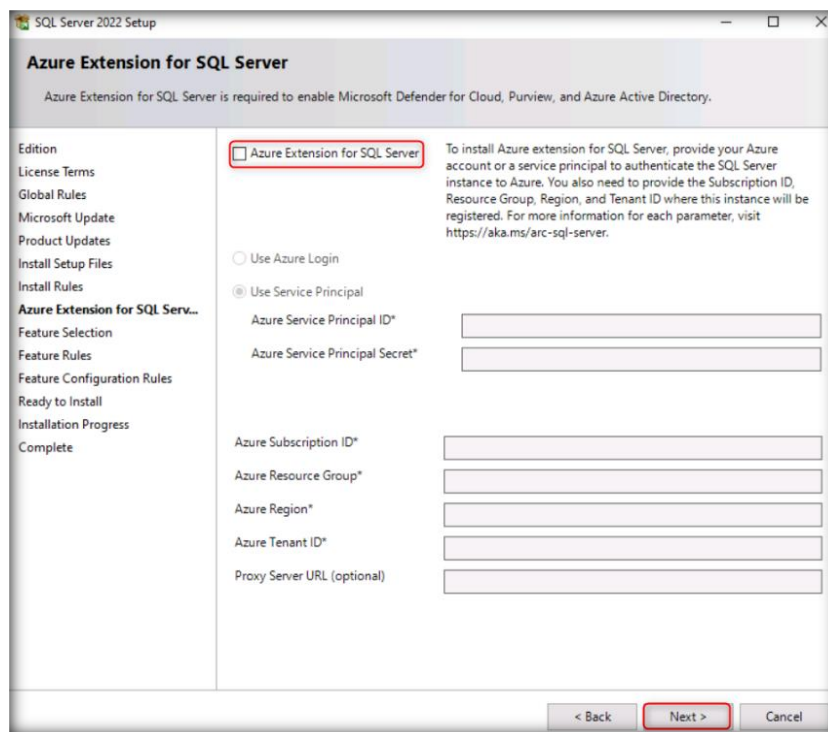 SQL Server 2022 Setup
Azure Extension for SQL Server
Azure Extension for SQL Server is required to enable Microsoft Defender for Cloud, Purview, and Azure Active Directory.
Edition
License Terms
Global Rules
Microsoft Update
Product Updates
Install Setup Files
Install Rules
Azure Extension for SQL Serv...
Feature Selection
Feature Rules
Feature Configuration Rules
Ready to Install
Installation Progress
Complete
Azure Extension for SQL Server
To install Azure extension for SQL Server, provide your Azure
account or a service principal to authenticate the SQL Server
instance to Azure. You also need to provide the Subscription ID,
Resource Group, Region, and Tenant ID where this instance will be
registered. For more information for each parameter, visit
https://aka.ms/arc-sql-server.
Use Azure Login
Use Service Principal
Azure Service Principal ID*
Azure Service Principal Secret*
Azure Subscription ID*
Azure Resource Group*
Azure Region*
Azure Tenant ID*
Proxy Server URL (optional)
< Back
Next >
Cancel